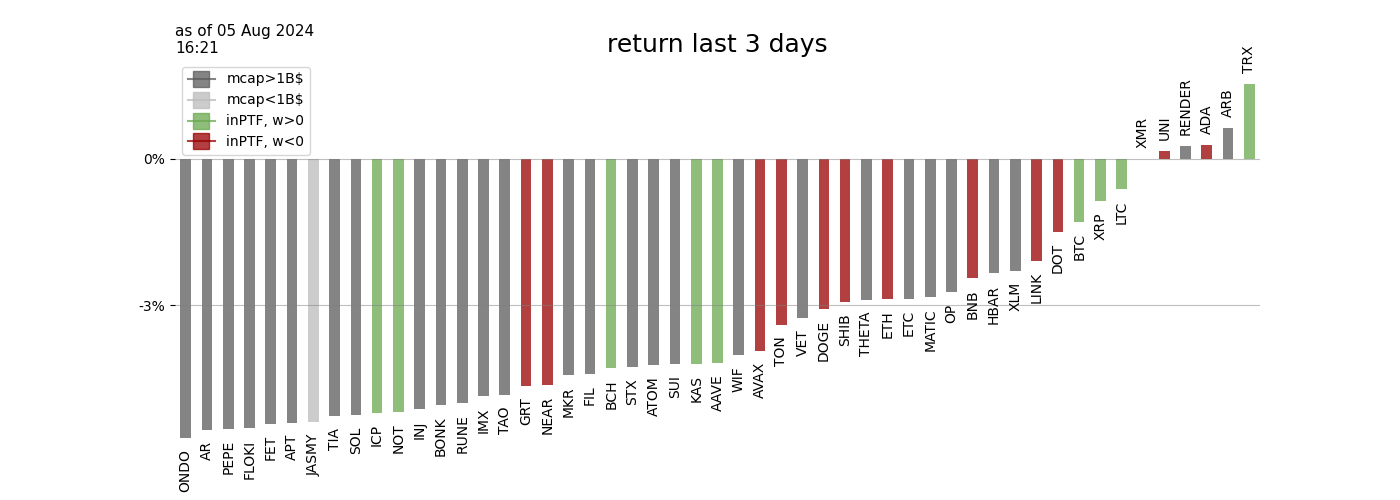 as of 05 Aug 2024
16:21
return last 3 days
mcap>1B$
mcap<1B$
inPTF, w>0
inPTF, w<0
0%
-3%
ONDO
AR
PEPE
FLOKI
FET
APT
JASMY
TIA
SOL
ICP
NOT
INJ
BONK
RUNE
IMX
TAO
GRT
NEAR
MKR
FIL
BCH
STX
ATOM
SUI
KAS
AAVE
WIF
AVAX
TON
VET
DOGE
SHIB
THETA
ETH
ETC
MATIC
OP
BNB
HBAR
XLM
LINK
DOT
BTC
XRP
LTC
XMR
UNI
RENDER
ADA
ARB
TRX